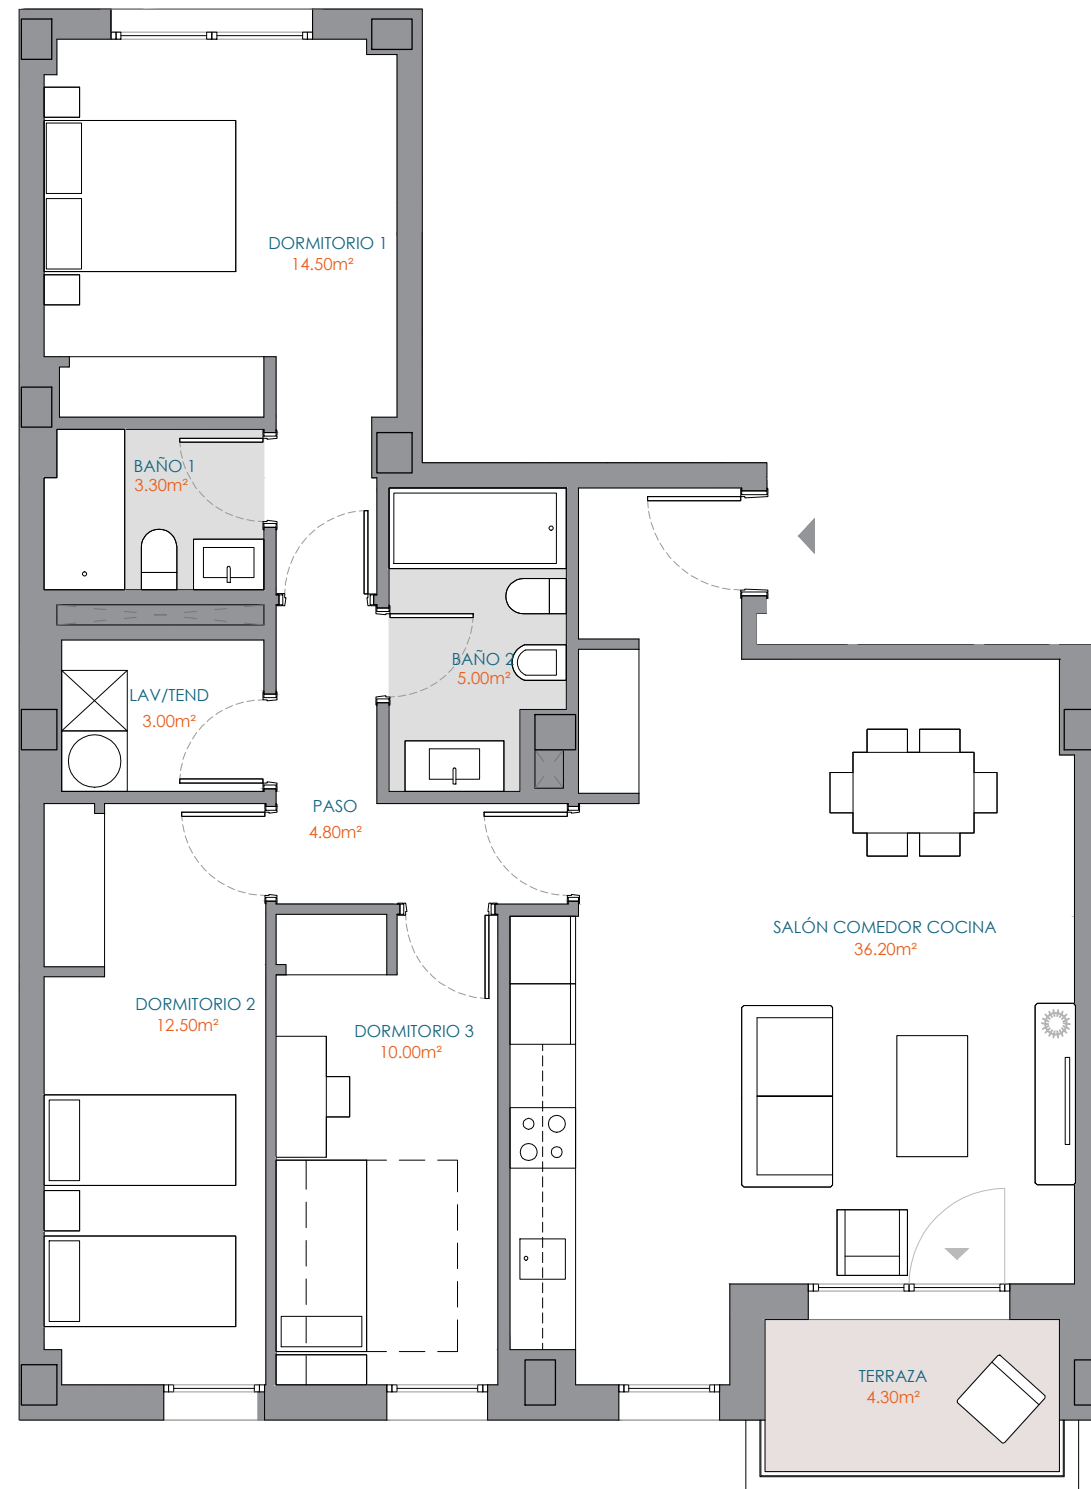 DORMITORIO 1
14.50m²
BAÑO 1
3.30m²
BAÑO 2
5.00m²
LAV/TEND
3.00m²
PASO
4.80m²
SALÓN COMEDOR COCINA
36.20m²
DORMITORIO 2
12.50m²
DORMITORIO 3
10.00m²
TERRAZA
4.30m²